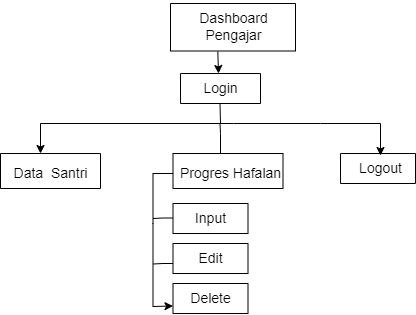 Dashboard
Pengajar
Login
Data Santri
Progres Hafalan
Logout
Input
Edit
Delete